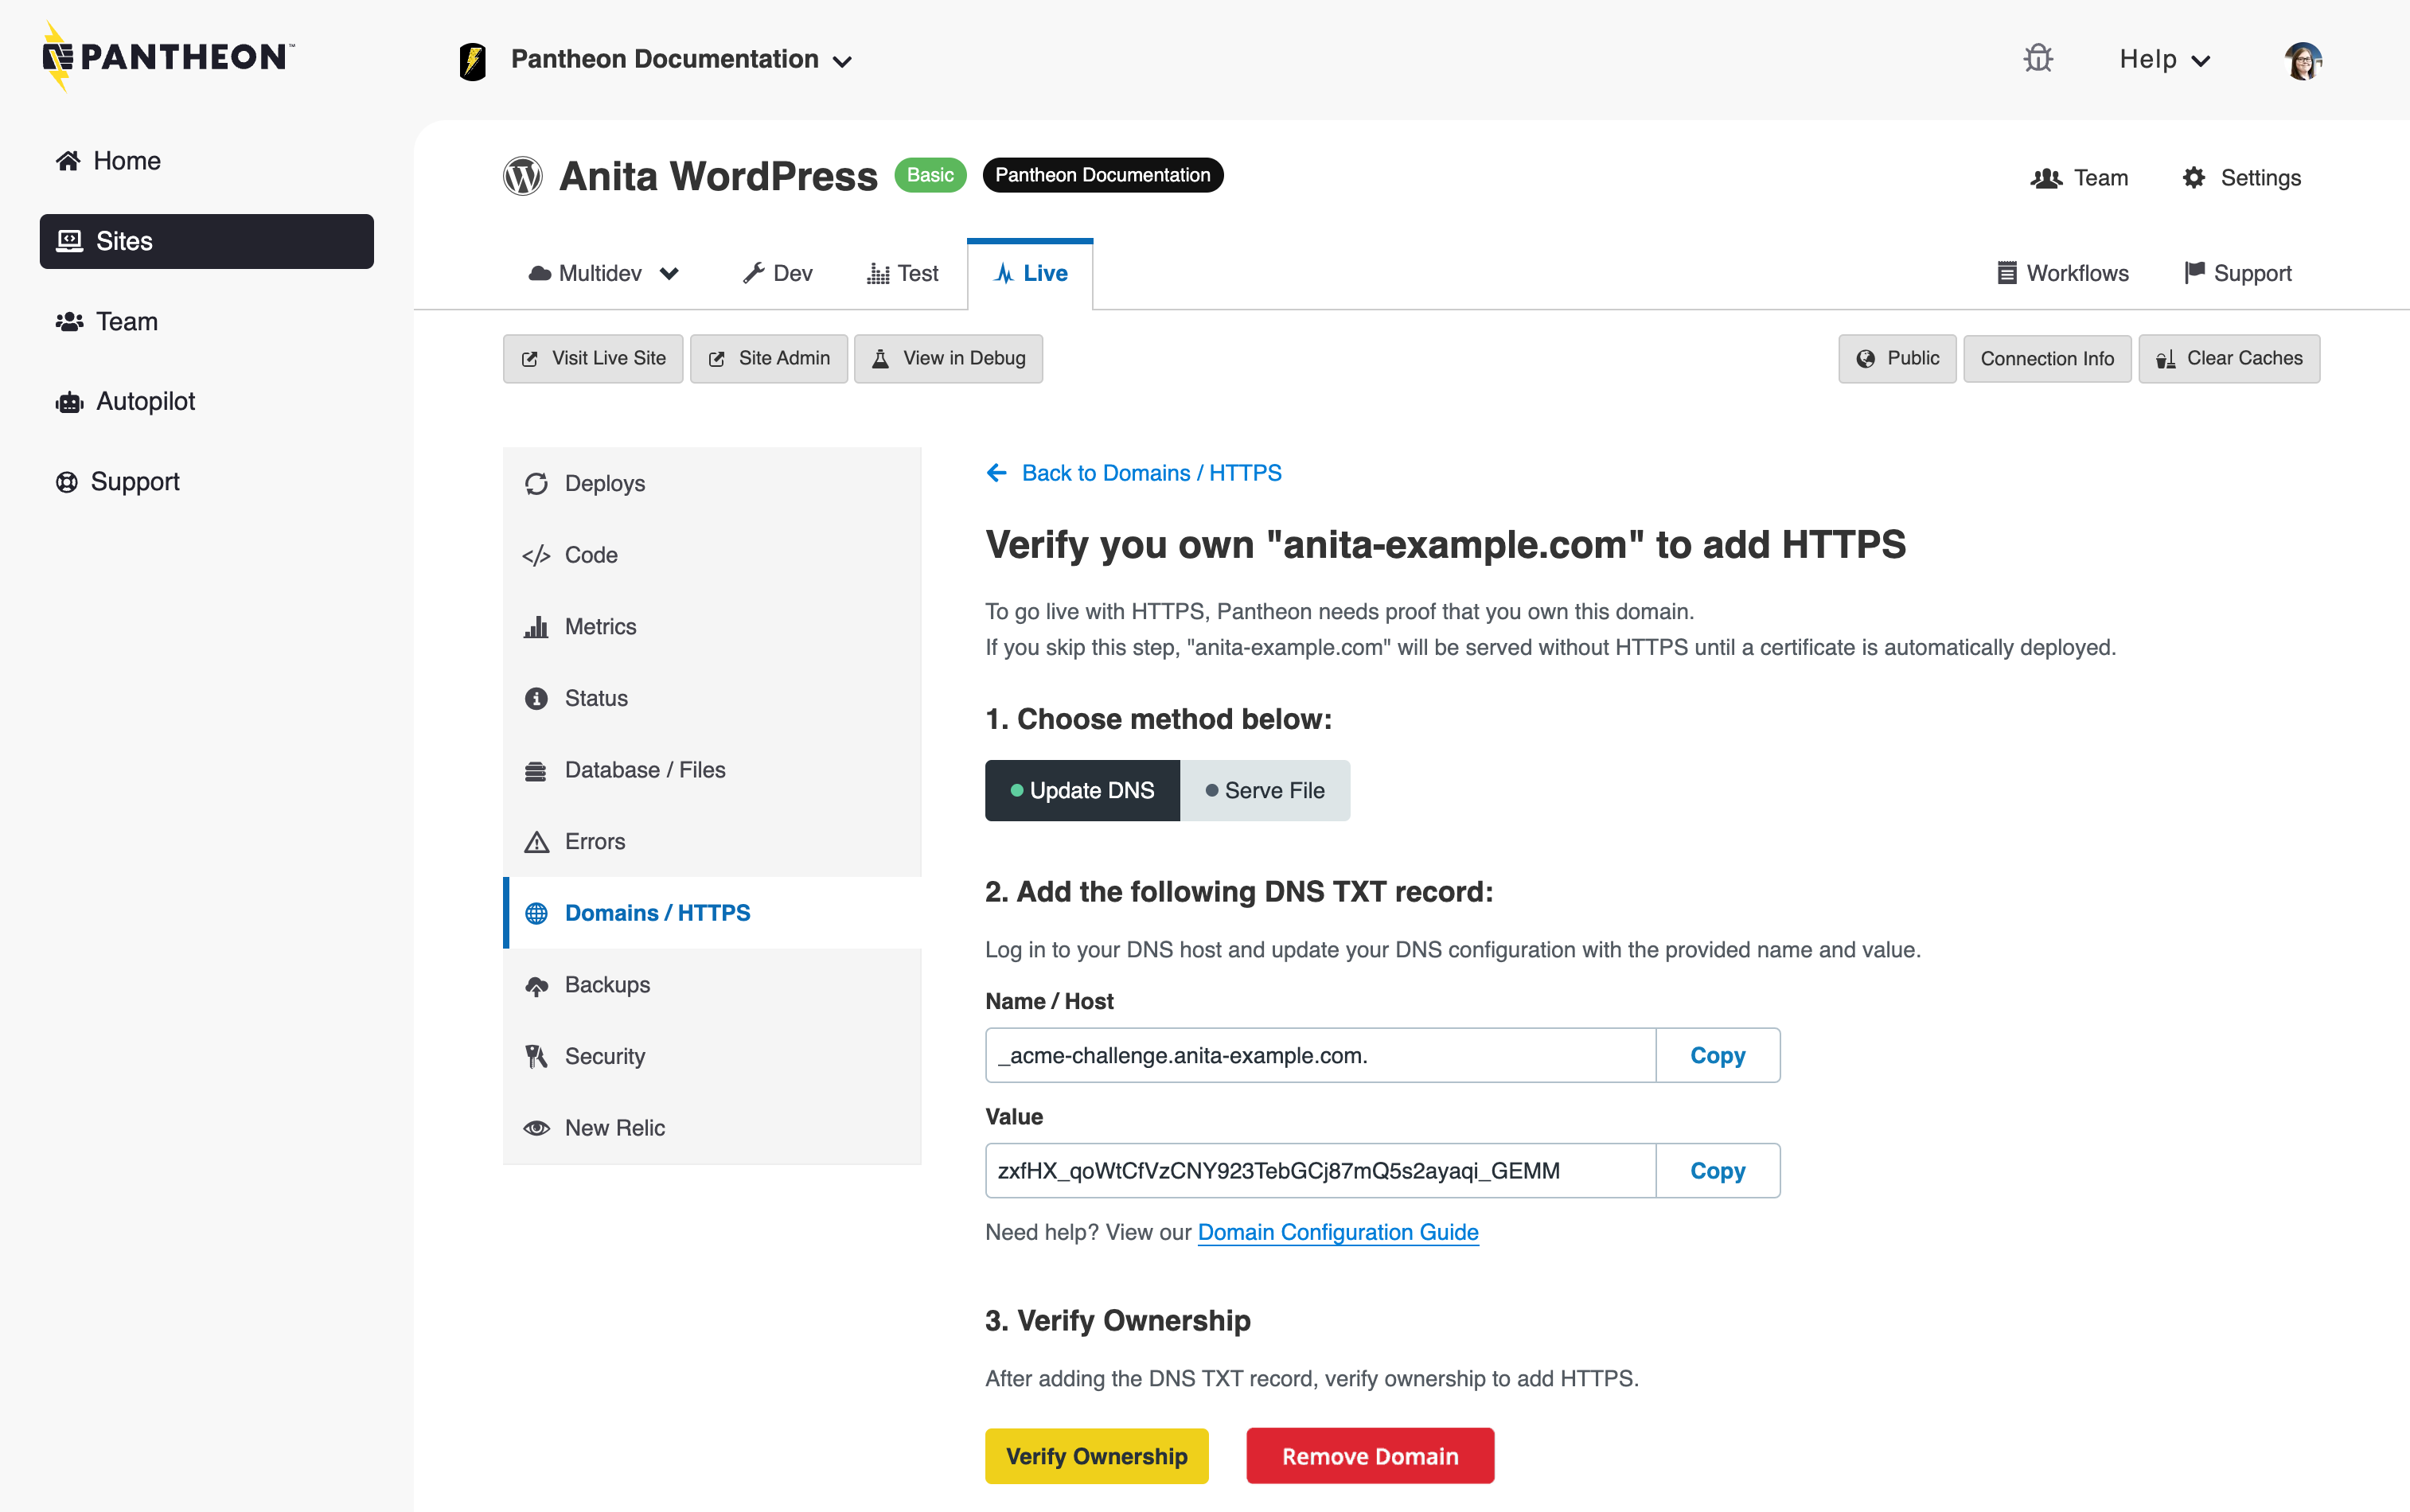 PANTHEON™
Pantheon Documentation
Help
Home
Sites
Team
Autopilot
Support
Anita WordPress Basic Pantheon Documentation
Team Settings
Multidev Dev Test Live
Workflows Support
Visit Live Site Site Admin View in Debug
Public Connection Info Clear Caches
Deploys
Code
Metrics
Status
Database / Files
Errors
Domains / HTTPS
Backups
Security
New Relic
Back to Domains / HTTPS
Verify you own "anita-example.com" to add HTTPS
To go live with HTTPS, Pantheon needs proof that you own this domain.
If you skip this step, "anita-example.com" will be served without HTTPS until a certificate is automatically deployed.
1. Choose method below:
Update DNS Serve File
2. Add the following DNS TXT record:
Log in to your DNS host and update your DNS configuration with the provided name and value.
Name / Host
_acme-challenge.anita-example.com. Copy
Value
zxfHX_qoWtCfVzCNY923TebGCj87mQ5s2ayaqi_GEMM Copy
Need help? View our Domain Configuration Guide
3. Verify Ownership
After adding the DNS TXT record, verify ownership to add HTTPS.
Verify Ownership Remove Domain